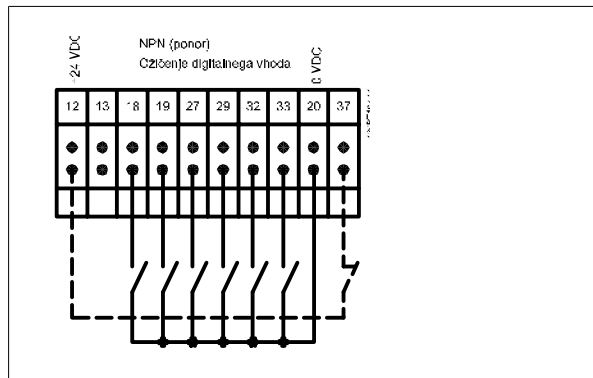 +24 VDC
NPN (ponor)
Ožičenje digitalnega vhoda
0 VDC
12 13 18 19 27 29 32 33 20 37